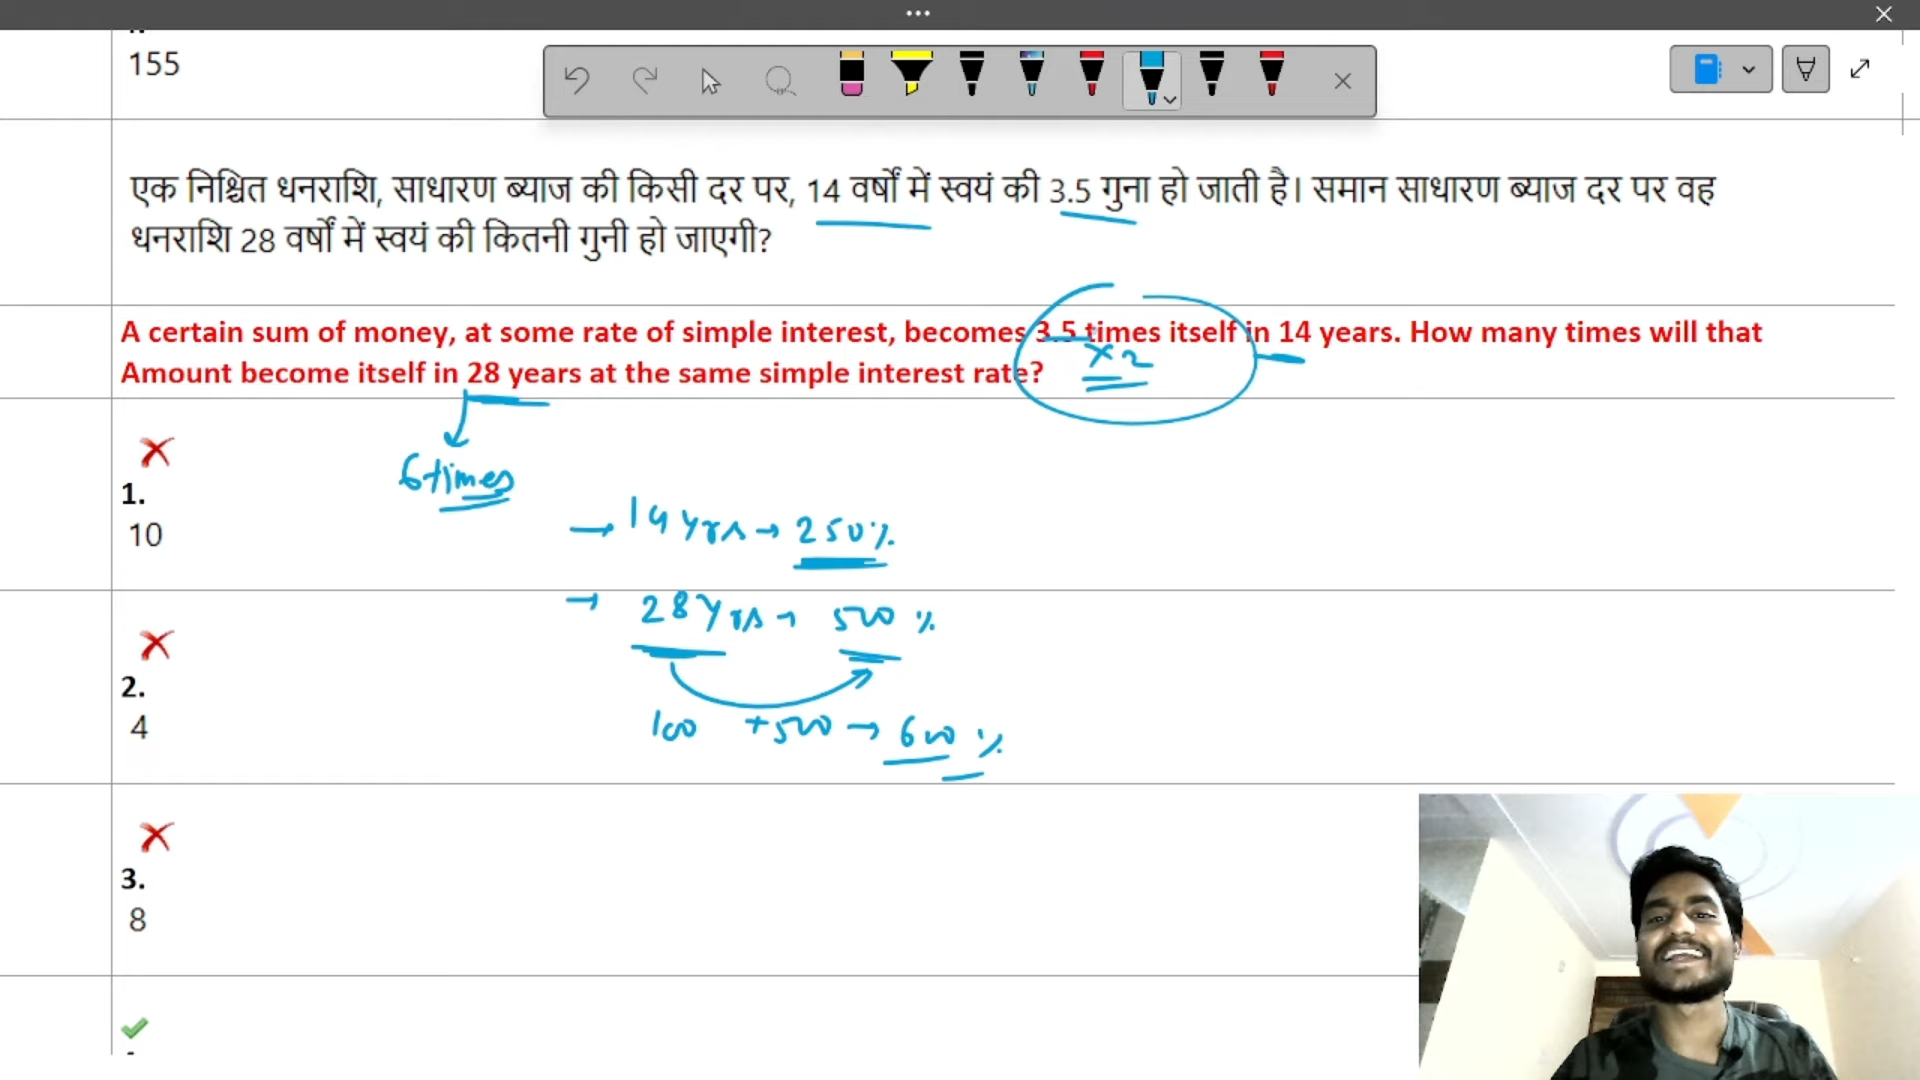 155
एक निश्चित धनराशि, साधारण ब्याज की किसी दर पर, 14 वर्षों में स्वयं की 3.5 गुना हो जाती है। समान साधारण ब्याज दर पर वह
धनराशि 28 वर्षों में स्वयं की कितनी गुनी हो जाएगी?
A certain sum of money, at some rate of simple interest, becomes 3.5 times itself in 14 years. How many times will that
Amount become itself in 28 years at the same simple interest rate?
×2
6times
1.
10
→ 14 yrs → 250%
→ 28 yrs → 500 %
2.
4
100 +500 → 600 %
3.
8